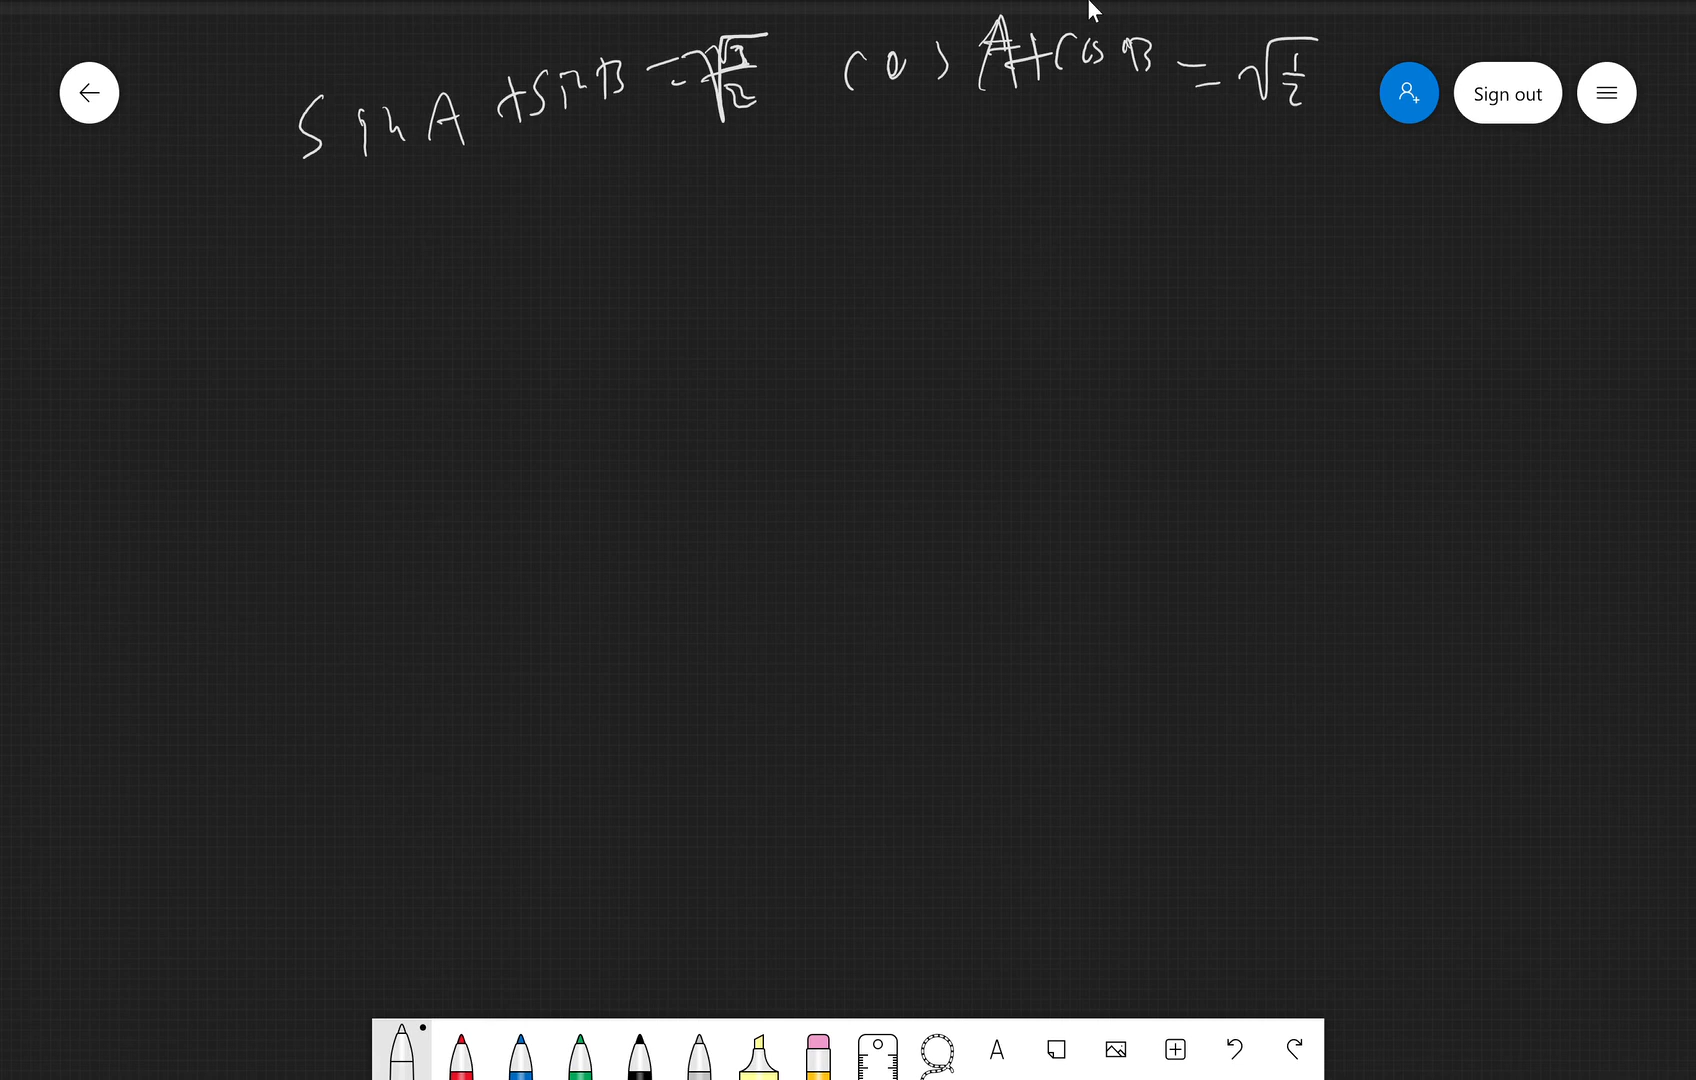 sin A + sin B = √(3/2) cos A + cos B = √(1/2)
Sign out
A